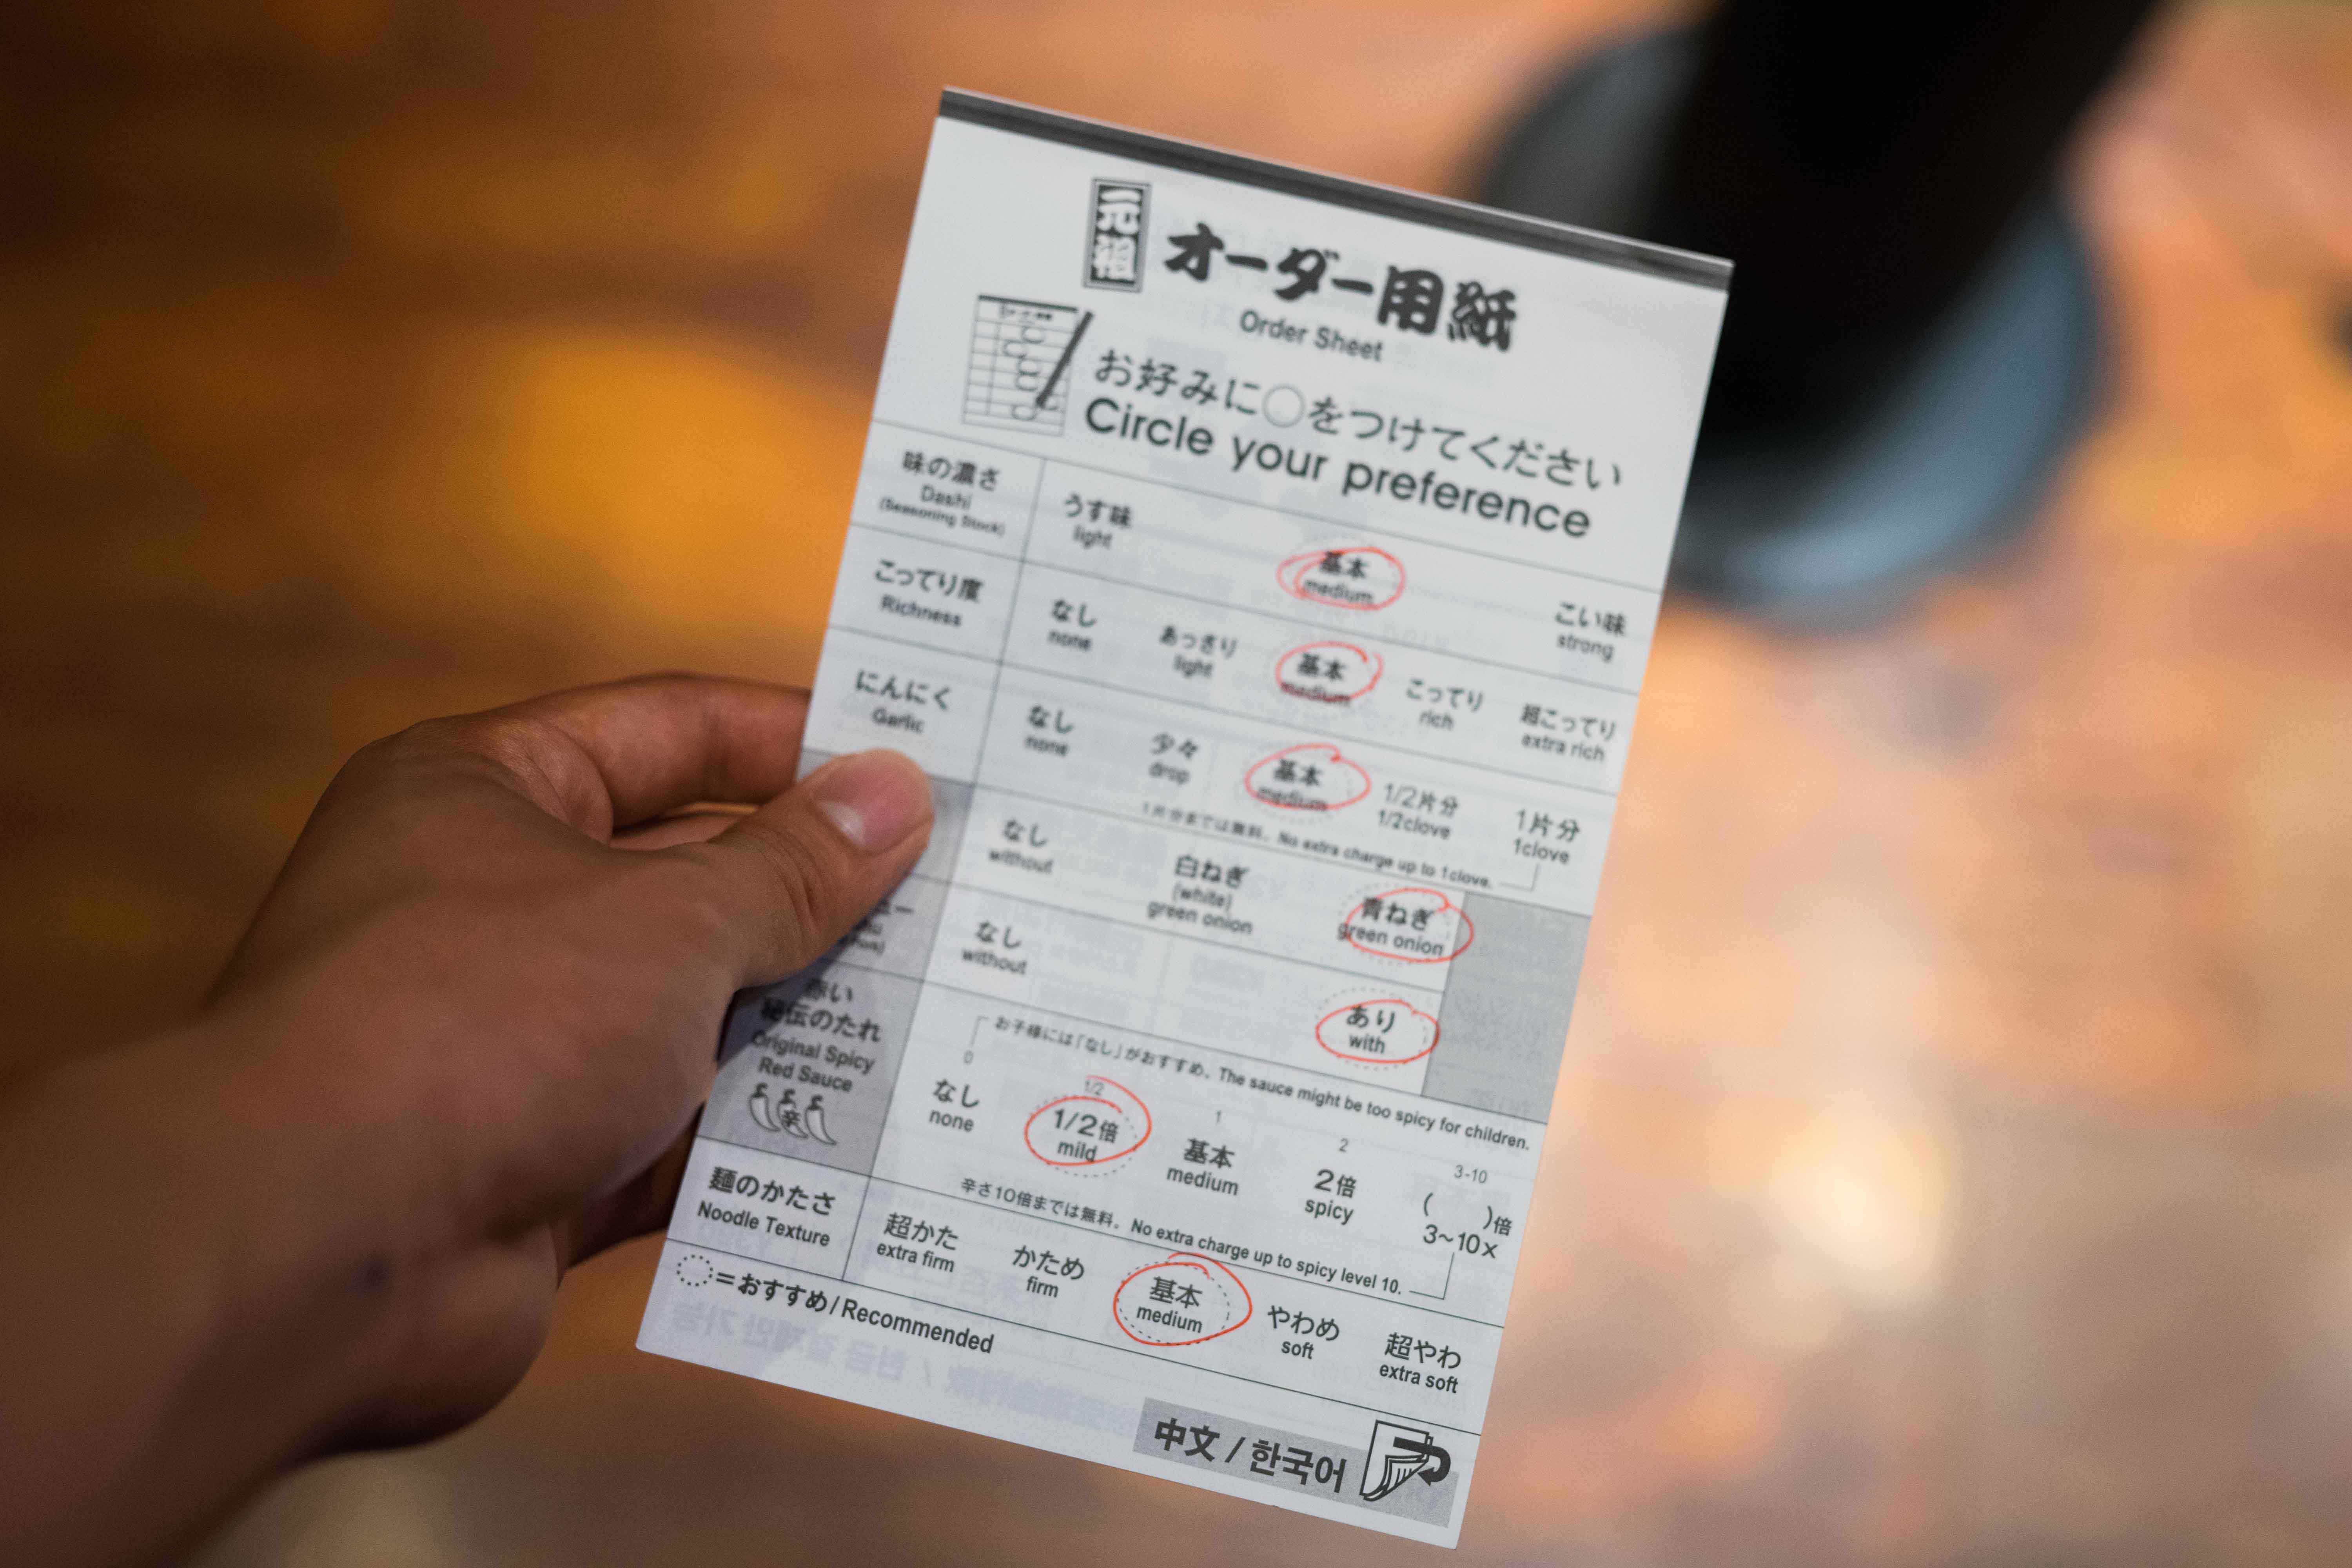 元祖
オーダー用紙
Order Sheet
お好みに○をつけてください
Circle your preference
味の濃さ
Dashi
(Seasoning Stock)
うす味
light
基本
medium
こい味
strong
こってり度
Richness
なし
none
あっさり
light
基本
medium
こってり
rich
超こってり
extra rich
にんにく
Garlic
なし
none
少々
drop
基本
medium
1/2片分
1/2clove
1片分
1clove
1片分までは無料。No extra charge up to 1clove.
なし
without
白ねぎ
(white)
green onion
青ねぎ
green onion
なし
without
あり
with
赤い
秘伝のたれ
Original Spicy
Red Sauce
辛
お子様には「なし」がおすすめ。The sauce might be too spicy for children.
0
なし
none
1/2
1/2倍
mild
1
基本
medium
2
2倍
spicy
3-10
( )倍
3~10×
辛さ10倍までは無料。No extra charge up to spicy level 10.
麺のかたさ
Noodle Texture
超かた
extra firm
かため
firm
基本
medium
やわめ
soft
超やわ
extra soft
=おすすめ/Recommended
中文 / 한국어